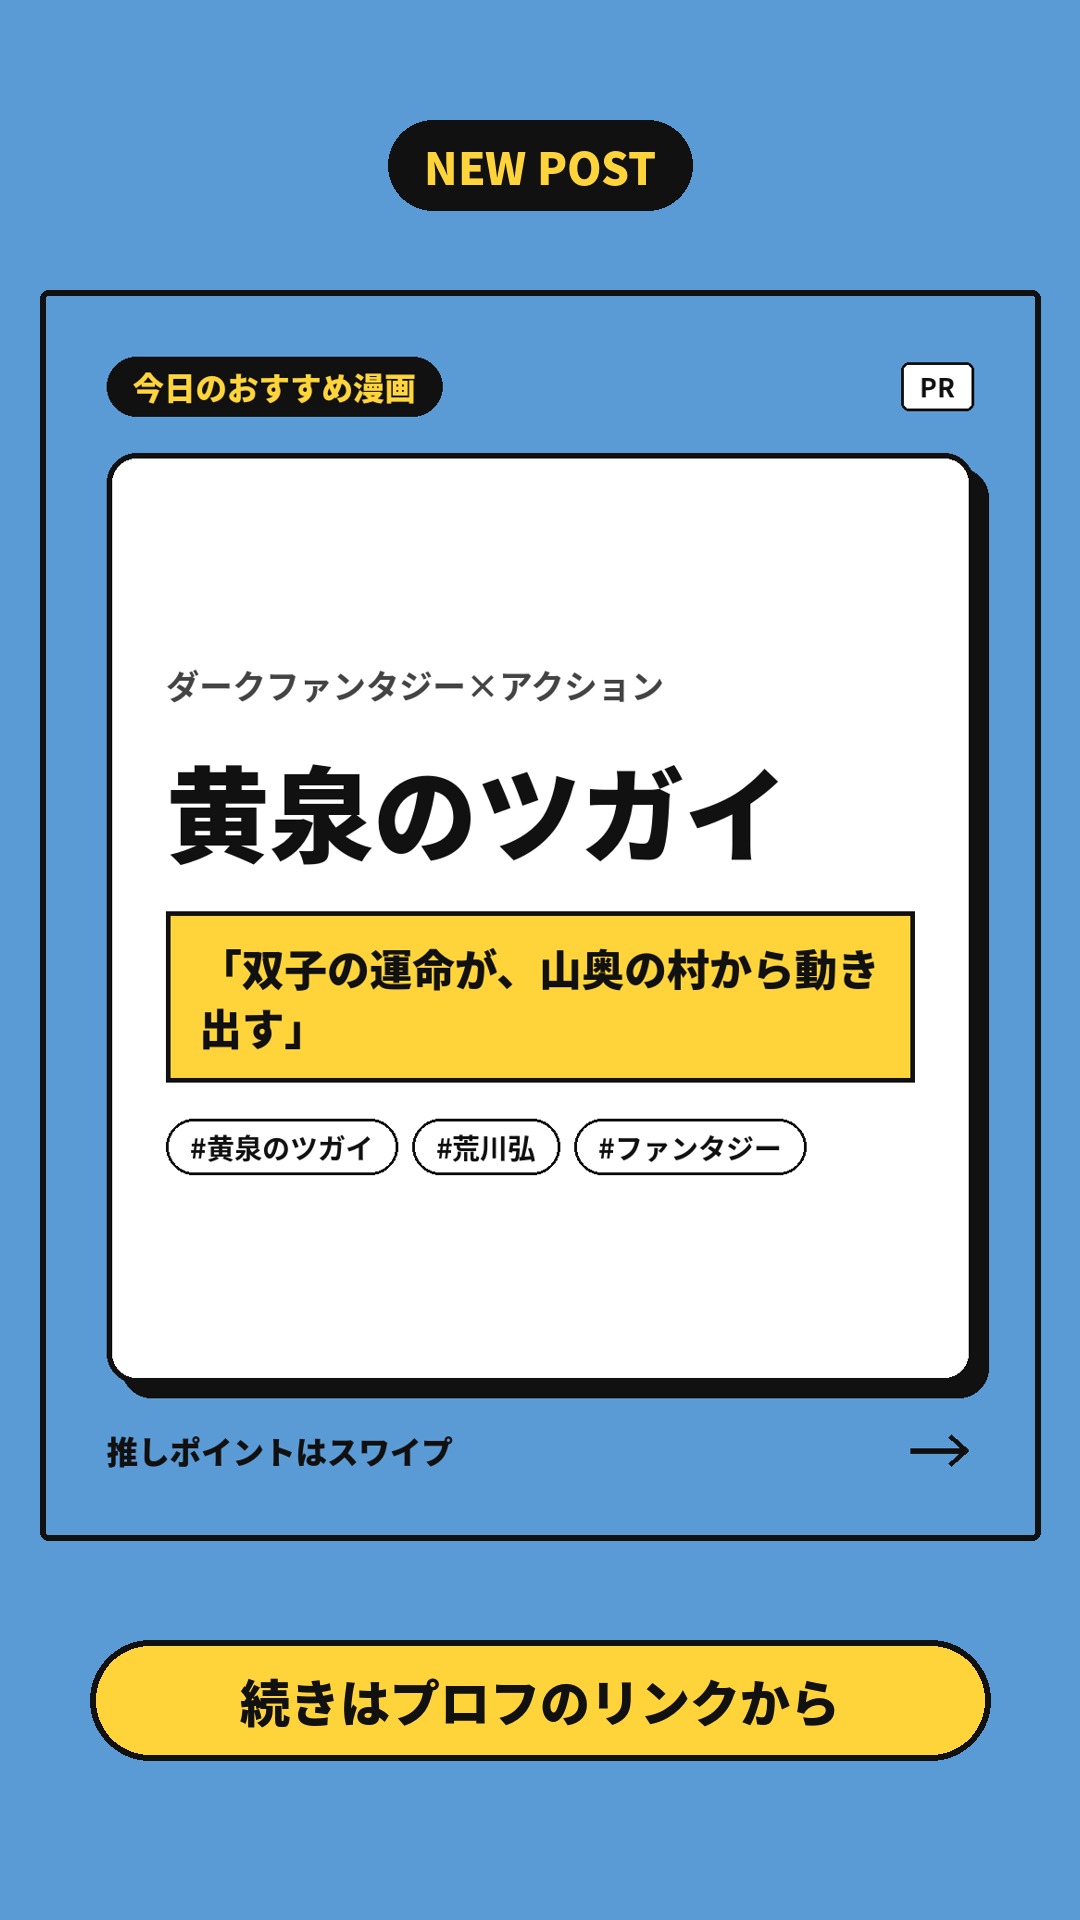 NEW POST
今日のおすすめ漫画
PR
ダークファンタジー×アクション
黄泉のツガイ
「双子の運命が、山奥の村から動き
出す」
#黄泉のツガイ #荒川弘 #ファンタジー
推しポイントはスワイプ →
続きはプロフのリンクから